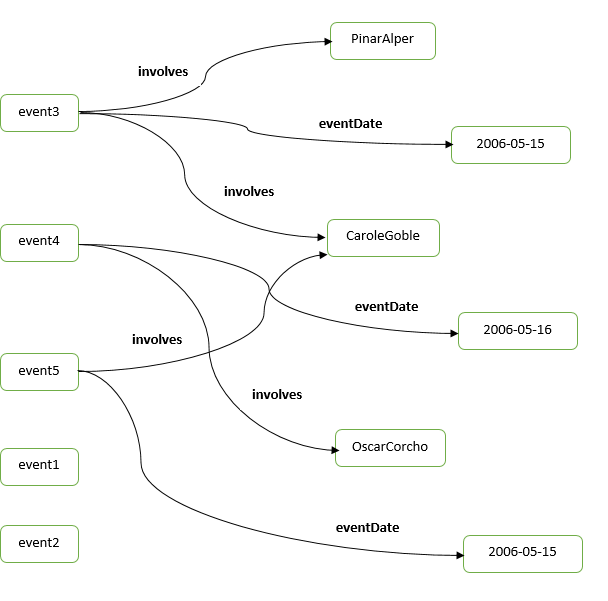 PinarAlper
involves
event3
eventDate
2006-05-15
involves
event4
CaroleGoble
eventDate
2006-05-16
involves
event5
involves
OscarCorcho
event1
eventDate
event2
2006-05-15